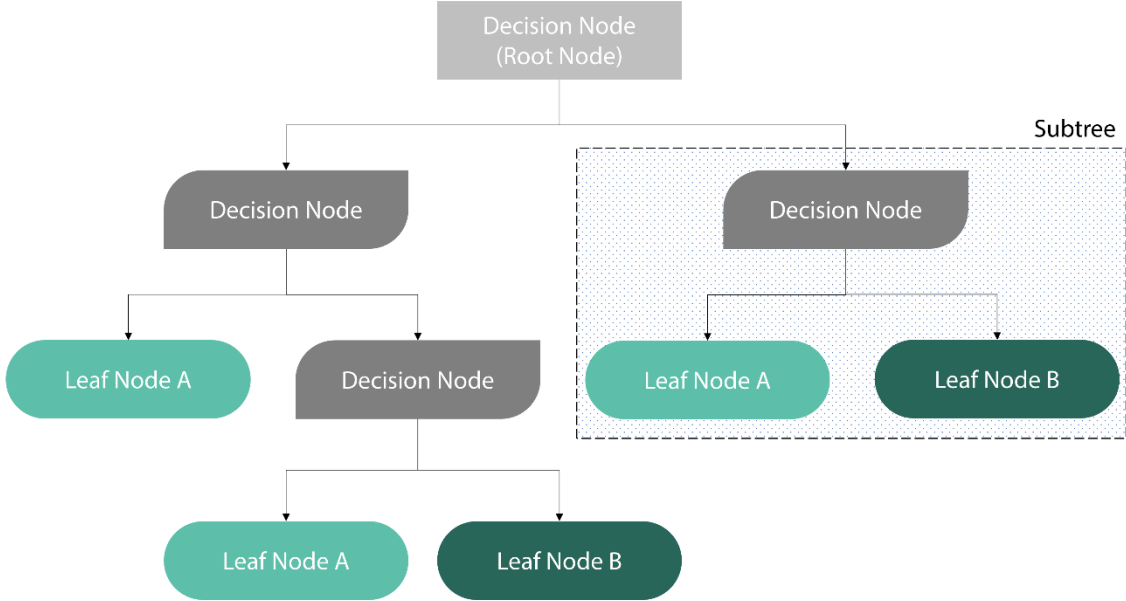 Decision Node
(Root Node)
Subtree
Decision Node
Decision Node
Leaf Node A
Decision Node
Leaf Node A
Leaf Node B
Leaf Node A
Leaf Node B